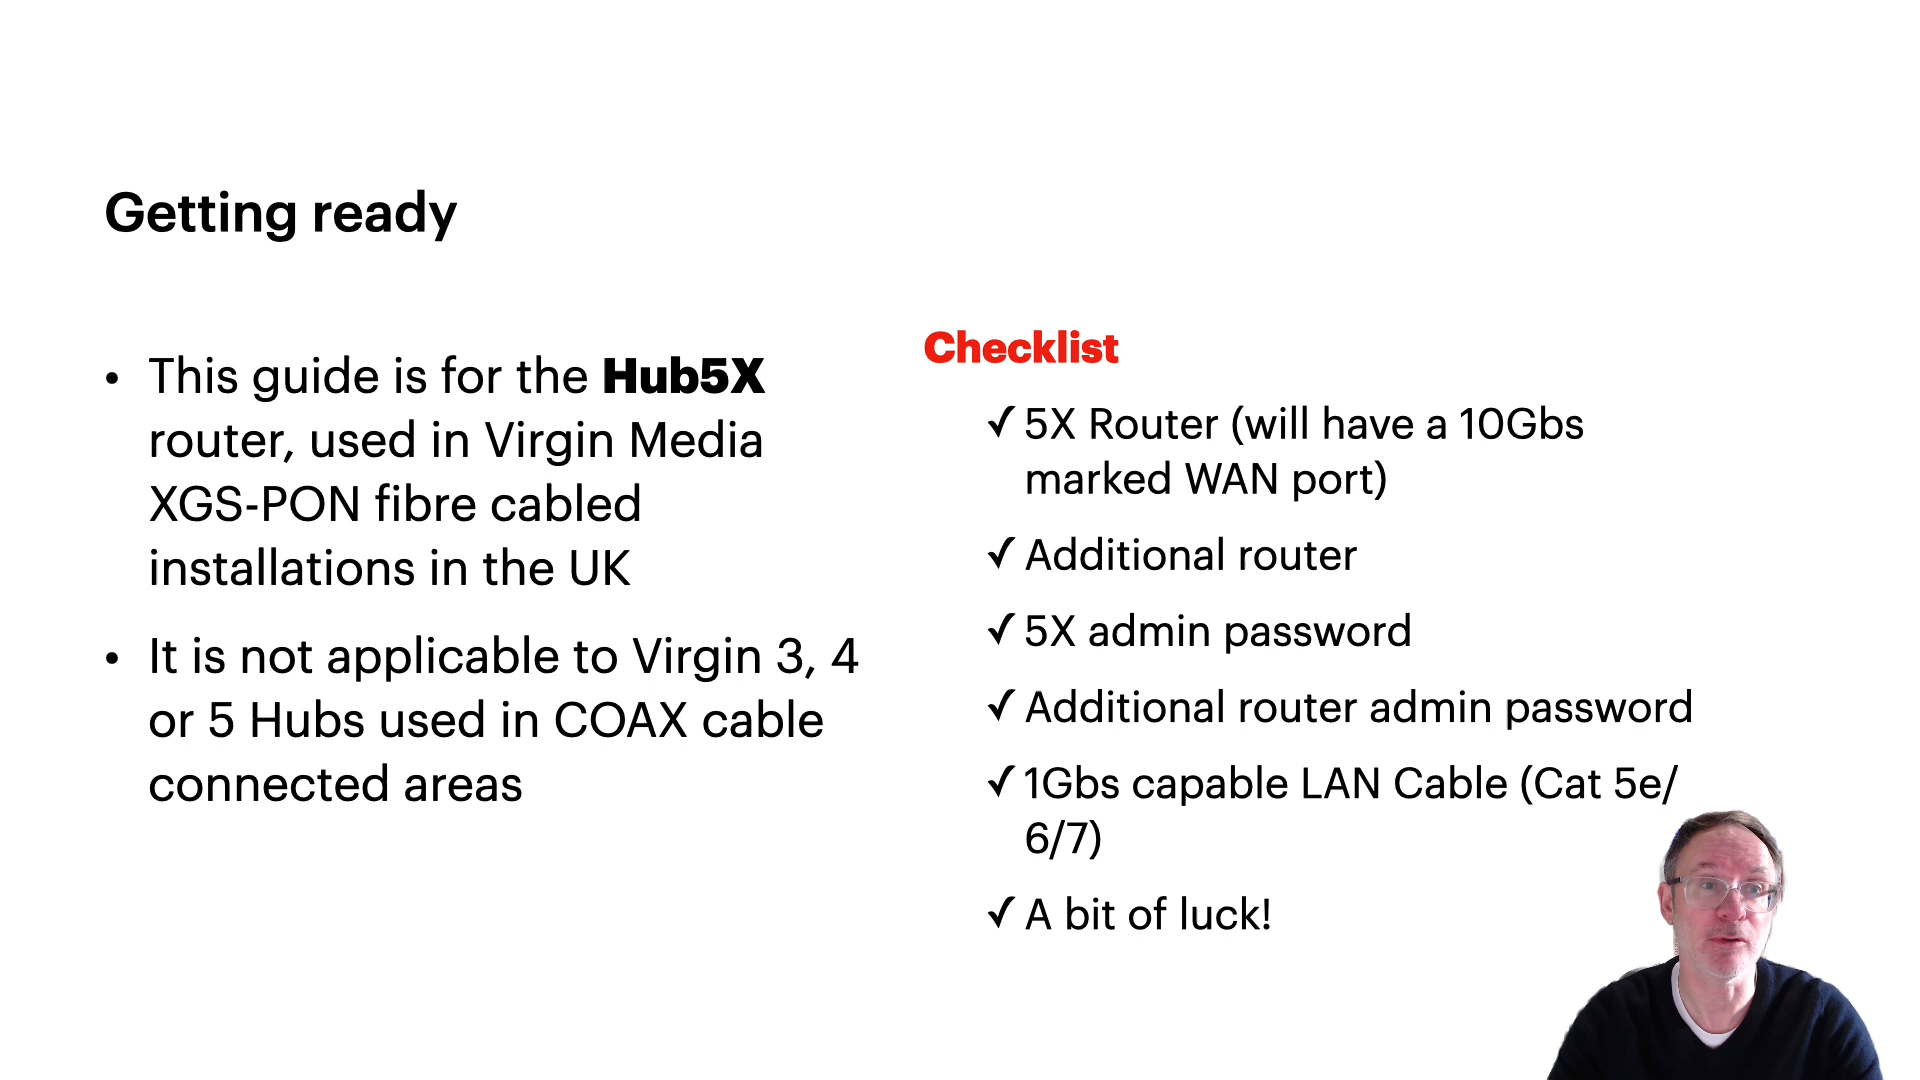 Getting ready
• This guide is for the Hub5X
router, used in Virgin Media
XGS-PON fibre cabled
installations in the UK
• It is not applicable to Virgin 3, 4
or 5 Hubs used in COAX cable
connected areas
Checklist
✓ 5X Router (will have a 10Gbs
marked WAN port)
✓ Additional router
✓ 5X admin password
✓ Additional router admin password
✓ 1Gbs capable LAN Cable (Cat 5e/
6/7)
✓ A bit of luck!